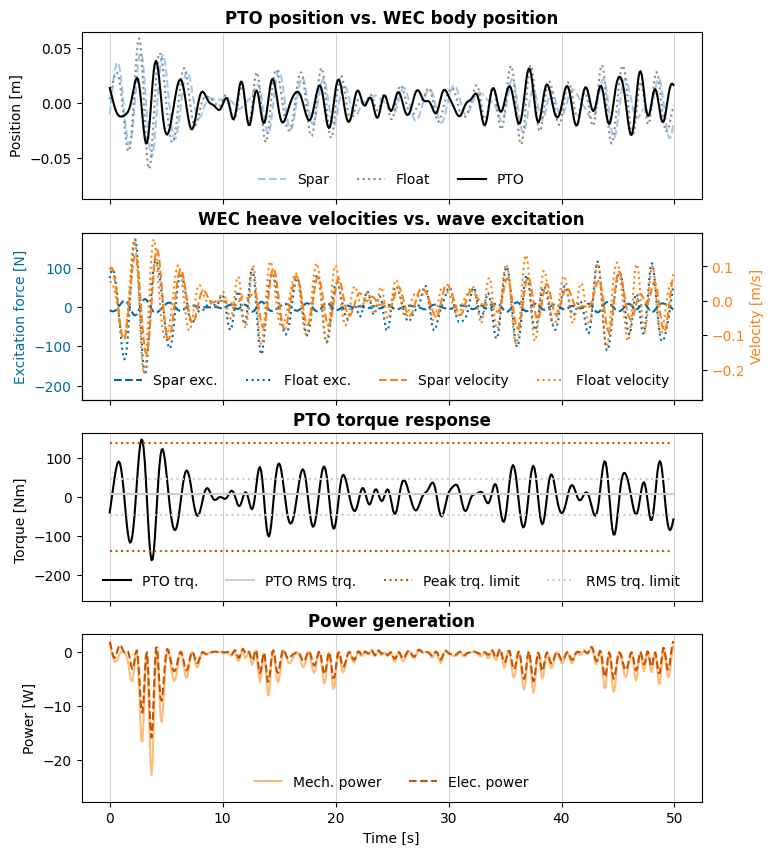 PTO position vs. WEC body position
Position [m]
0.05
0.00
−0.05
Spar Float PTO
WEC heave velocities vs. wave excitation
Excitation force [N]
100
0
−100
−200
0.1
0.0
−0.1
−0.2
Velocity [m/s]
Spar exc. Float exc. Spar velocity Float velocity
PTO torque response
Torque [Nm]
100
0
−100
−200
PTO trq. PTO RMS trq. Peak trq. limit RMS trq. limit
Power generation
Power [W]
0
−10
−20
Mech. power Elec. power
0 10 20 30 40 50
Time [s]